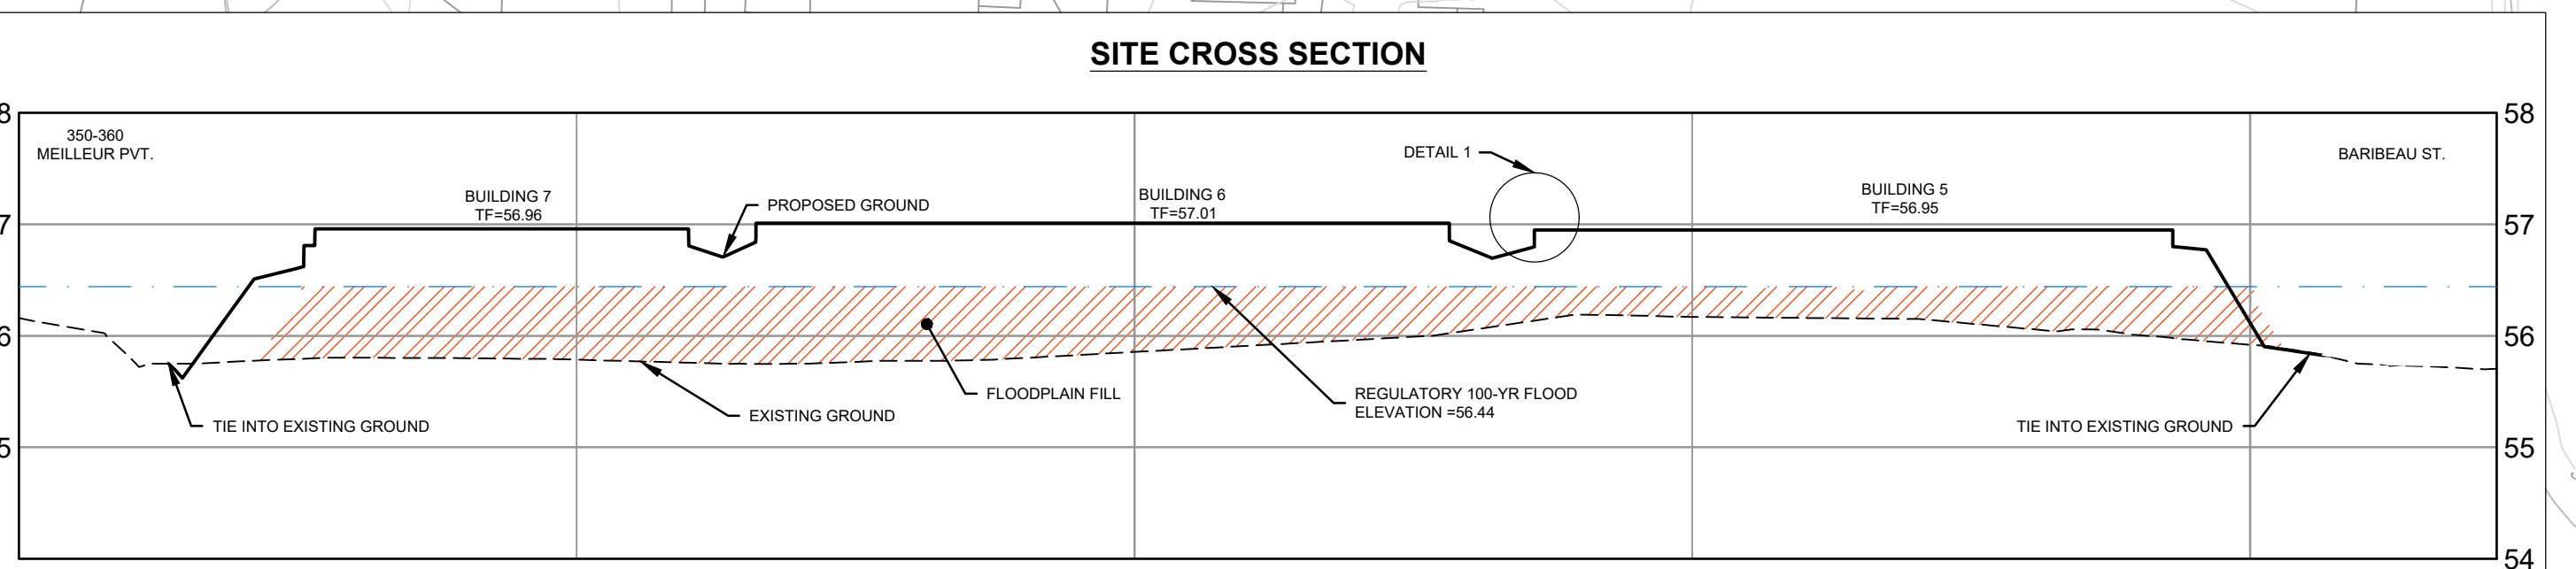 SITE CROSS SECTION
8
58
350-360
MEILLEUR PVT.
DETAIL 1
BARIBEAU ST.
BUILDING 7
TF=56.96
PROPOSED GROUND
BUILDING 6
TF=57.01
BUILDING 5
TF=56.95
7
57
6
56
FLOODPLAIN FILL
REGULATORY 100-YR FLOOD
ELEVATION =56.44
EXISTING GROUND
TIE INTO EXISTING GROUND
TIE INTO EXISTING GROUND
5
55
54